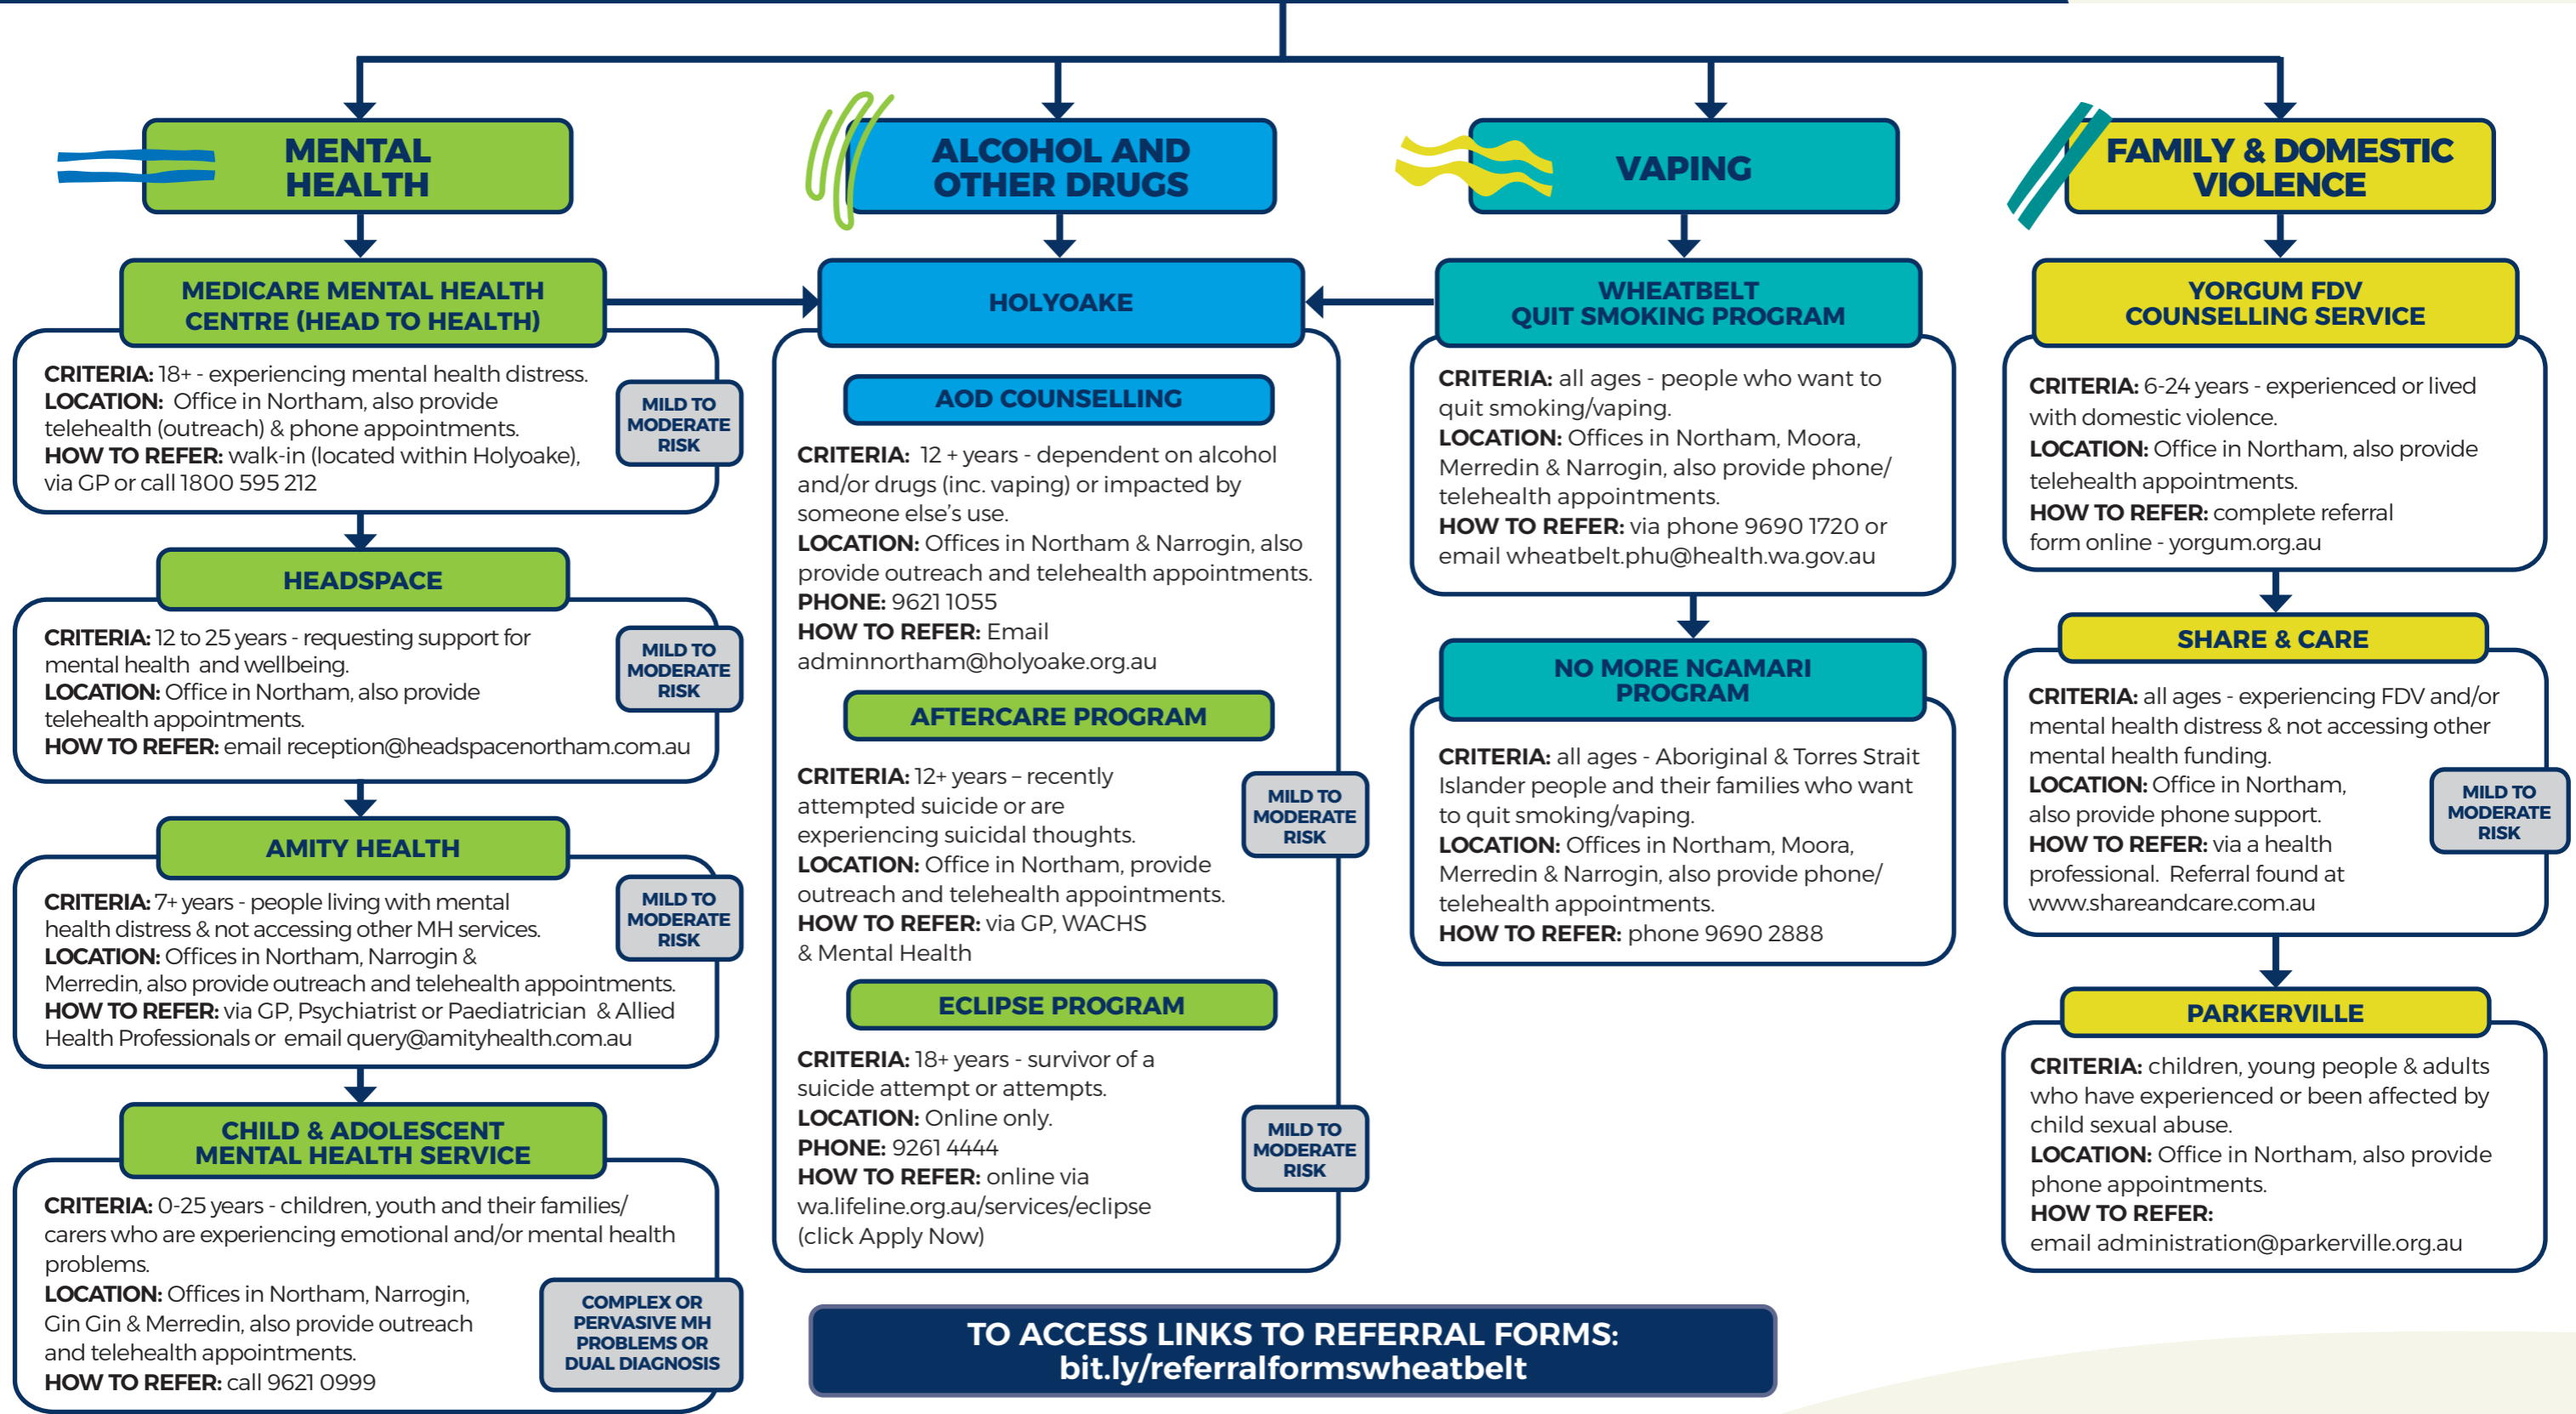 MENTAL
HEALTH
MEDICARE MENTAL HEALTH
CENTRE (HEAD TO HEALTH)
CRITERIA: 18+ - experiencing mental health distress.
LOCATION: Office in Northam, also provide
telehealth (outreach) & phone appointments.
HOW TO REFER: walk-in (located within Holyoake),
via GP or call 1800 595 212
MILD TO
MODERATE
RISK
HEADSPACE
CRITERIA: 12 to 25 years - requesting support for
mental health and wellbeing.
LOCATION: Office in Northam, also provide
telehealth appointments.
HOW TO REFER: email reception@headspacenortham.com.au
MILD TO
MODERATE
RISK
AMITY HEALTH
CRITERIA: 7+ years - people living with mental
health distress & not accessing other MH services.
LOCATION: Offices in Northam, Narrogin &
Merredin, also provide outreach and telehealth appointments.
HOW TO REFER: via GP, Psychiatrist or Paediatrician & Allied
Health Professionals or email query@amityhealth.com.au
MILD TO
MODERATE
RISK
CHILD & ADOLESCENT
MENTAL HEALTH SERVICE
CRITERIA: 0-25 years - children, youth and their families/
carers who are experiencing emotional and/or mental health
problems.
LOCATION: Offices in Northam, Narrogin,
Gin Gin & Merredin, also provide outreach
and telehealth appointments.
HOW TO REFER: call 9621 0999
COMPLEX OR
PERVASIVE MH
PROBLEMS OR
DUAL DIAGNOSIS
ALCOHOL AND
OTHER DRUGS
HOLYOAKE
AOD COUNSELLING
CRITERIA: 12 + years - dependent on alcohol
and/or drugs (inc. vaping) or impacted by
someone else's use.
LOCATION: Offices in Northam & Narrogin, also
provide outreach and telehealth appointments.
PHONE: 9621 1055
HOW TO REFER: Email
adminnortham@holyoake.org.au
AFTERCARE PROGRAM
CRITERIA: 12+ years – recently
attempted suicide or are
experiencing suicidal thoughts.
LOCATION: Office in Northam, provide
outreach and telehealth appointments.
HOW TO REFER: via GP, WACHS
& Mental Health
MILD TO
MODERATE
RISK
ECLIPSE PROGRAM
CRITERIA: 18+ years - survivor of a
suicide attempt or attempts.
LOCATION: Online only.
PHONE: 9261 4444
HOW TO REFER: online via
wa.lifeline.org.au/services/eclipse
(click Apply Now)
MILD TO
MODERATE
RISK
VAPING
WHEATBELT
QUIT SMOKING PROGRAM
CRITERIA: all ages - people who want to
quit smoking/vaping.
LOCATION: Offices in Northam, Moora,
Merredin & Narrogin, also provide phone/
telehealth appointments.
HOW TO REFER: via phone 9690 1720 or
email wheatbelt.phu@health.wa.gov.au
NO MORE NGAMARI
PROGRAM
CRITERIA: all ages - Aboriginal & Torres Strait
Islander people and their families who want
to quit smoking/vaping.
LOCATION: Offices in Northam, Moora,
Merredin & Narrogin, also provide phone/
telehealth appointments.
HOW TO REFER: phone 9690 2888
FAMILY & DOMESTIC
VIOLENCE
YORGUM FDV
COUNSELLING SERVICE
CRITERIA: 6-24 years - experienced or lived
with domestic violence.
LOCATION: Office in Northam, also provide
telehealth appointments.
HOW TO REFER: complete referral
form online - yorgum.org.au
SHARE & CARE
CRITERIA: all ages - experiencing FDV and/or
mental health distress & not accessing other
mental health funding.
LOCATION: Office in Northam,
also provide phone support.
HOW TO REFER: via a health
professional. Referral found at
www.shareandcare.com.au
MILD TO
MODERATE
RISK
PARKERVILLE
CRITERIA: children, young people & adults
who have experienced or been affected by
child sexual abuse.
LOCATION: Office in Northam, also provide
phone appointments.
HOW TO REFER:
email administration@parkerville.org.au
TO ACCESS LINKS TO REFERRAL FORMS:
bit.ly/referralformswheatbelt